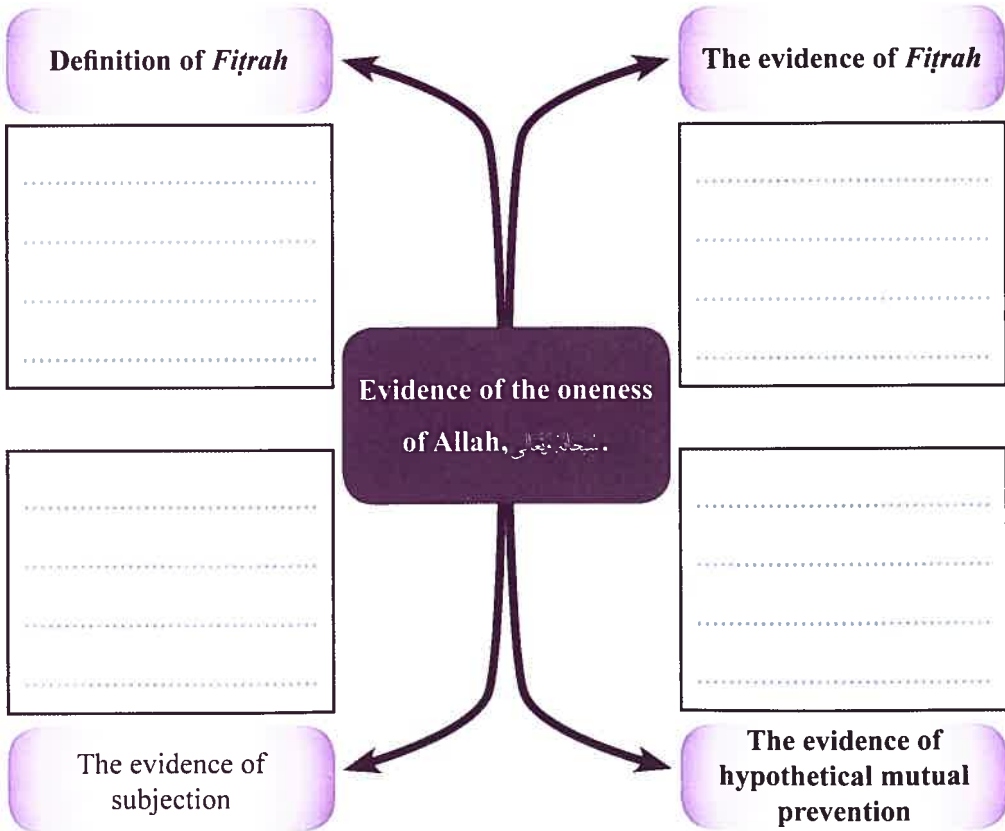 Definition of Fiṭrah
The evidence of Fiṭrah
Evidence of the oneness
of Allah, سبحانه وتعالى.
The evidence of
subjection
The evidence of
hypothetical mutual
prevention